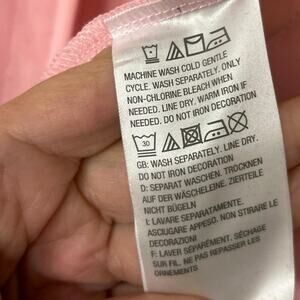 MACHINE WASH COLD GENTLE
CYCLE. WASH SEPARATELY. ONLY
NON-CHLORINE BLEACH WHEN
NEEDED. LINE DRY. WARM IRON IF
NEEDED. DO NOT IRON DECORATION
30
GB: WASH SEPARATELY. LINE DRY.
DO NOT IRON DECORATION
D: SEPARAT WASCHEN. TROCKNEN
AUF DER WÄSCHELEINE. ZIERTEILE
NICHT BÜGELN
I: LAVARE SEPARATAMENTE.
ASCIUGARE APPESO. NON STIRARE LE
DECORAZIONI
F: LAVER SÉPARÉMENT. SÉCHAGE
SUR FIL. NE PAS REPASSER LES
ORNEMENTS